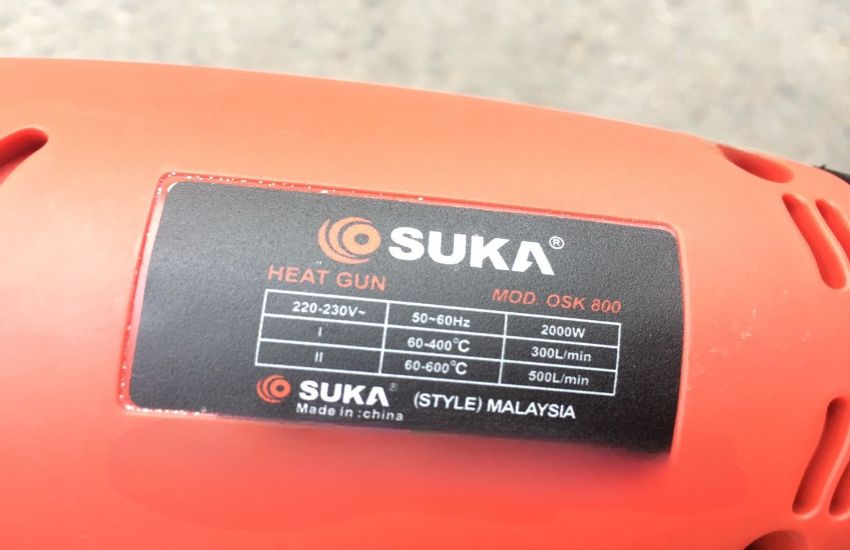 SUKA®
HEAT GUN MOD. OSK 800
220-230V~ 50~60Hz 2000W
I 60-400℃ 300L/min
II 60-600℃ 500L/min
SUKA® (STYLE) MALAYSIA
Made in :china